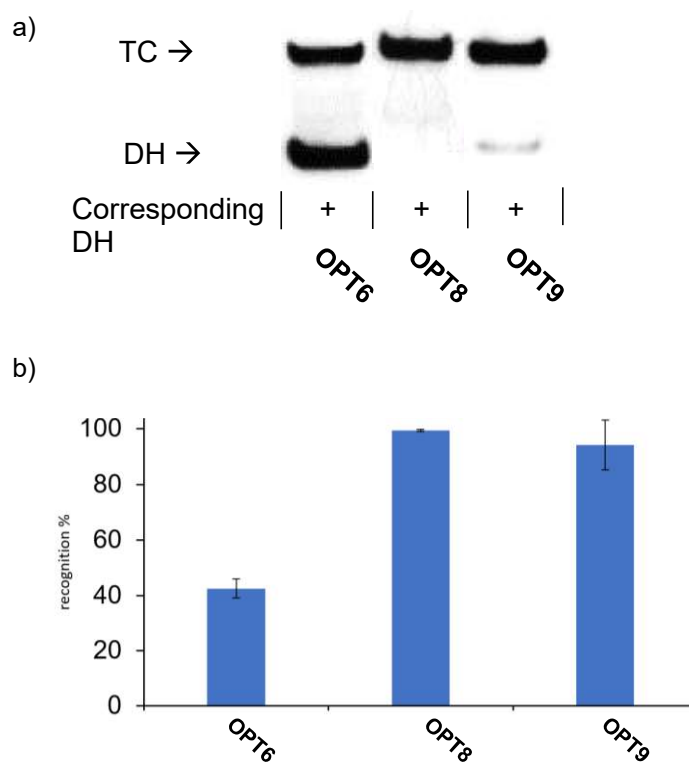 a)
TC →
DH →
Corresponding DH | + | + | + |
OPT6 OPT8 OPT9
b)
100
80
60
40
20
0
recognition %
OPT6 OPT8 OPT9